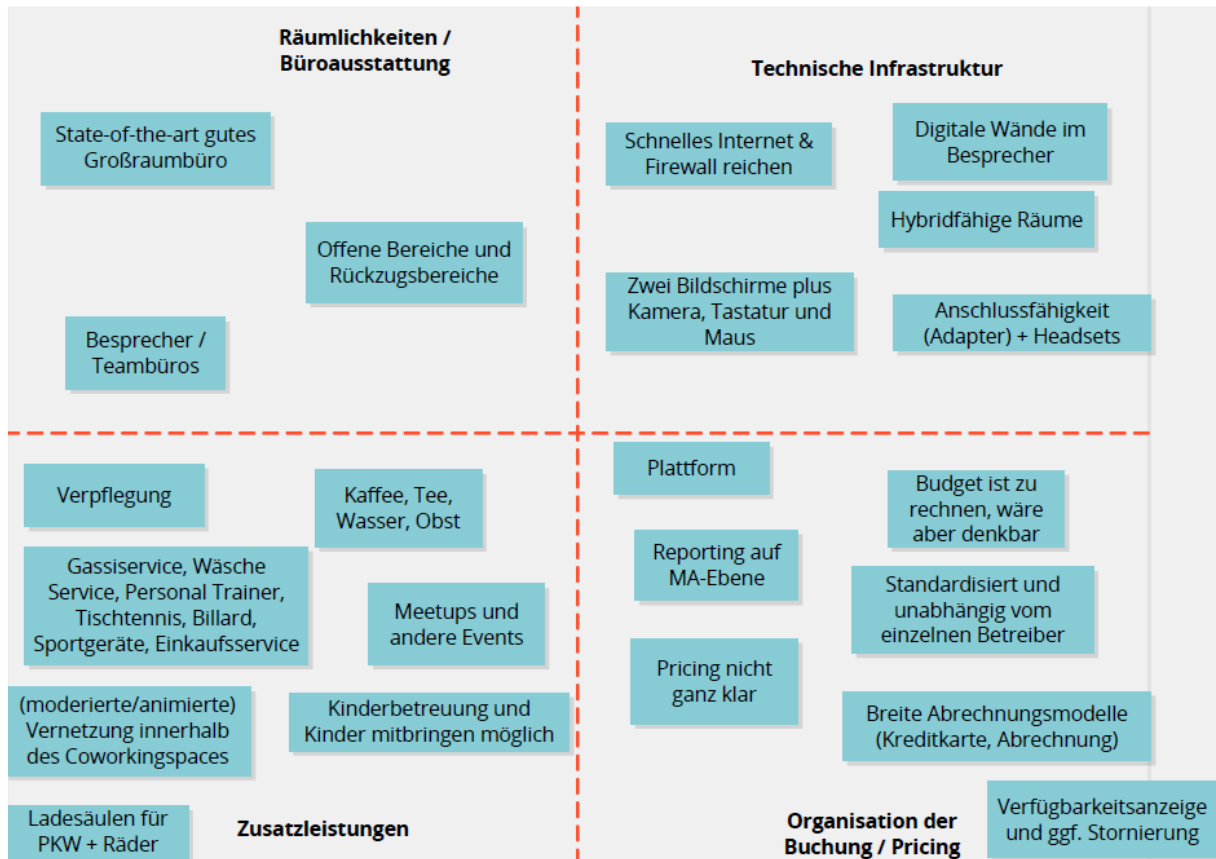 Räumlichkeiten /
Büroausstattung
State-of-the-art gutes
Großraumbüro
Offene Bereiche und
Rückzugsbereiche
Besprecher /
Teambüros
Technische Infrastruktur
Schnelles Internet &
Firewall reichen
Digitale Wände im
Besprecher
Hybridfähige Räume
Zwei Bildschirme plus
Kamera, Tastatur und
Maus
Anschlussfähigkeit
(Adapter) + Headsets
Verpflegung
Kaffee, Tee,
Wasser, Obst
Gassiservice, Wäsche
Service, Personal Trainer,
Tischtennis, Billard,
Sportgeräte, Einkaufsservice
Meetups und
andere Events
(moderierte/animierte)
Vernetzung innerhalb
des Coworkingspaces
Kinderbetreuung und
Kinder mitbringen möglich
Ladesäulen für
PKW + Räder
Zusatzleistungen
Plattform
Budget ist zu
rechnen, wäre
aber denkbar
Reporting auf
MA-Ebene
Standardisiert und
unabhängig vom
einzelnen Betreiber
Pricing nicht
ganz klar
Breite Abrechnungsmodelle
(Kreditkarte, Abrechnung)
Organisation der
Buchung / Pricing
Verfügbarkeitsanzeige
und ggf. Stornierung